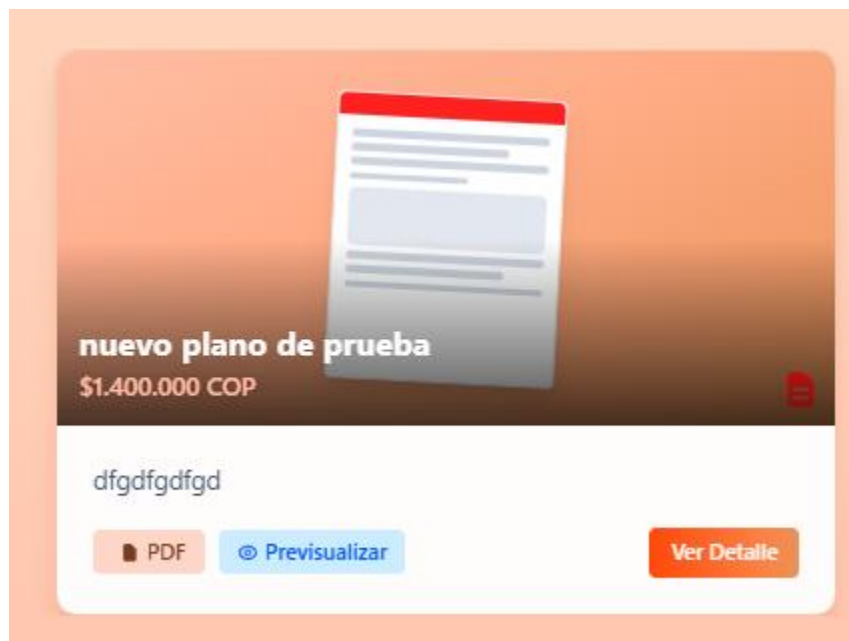 nuevo plano de prueba
$1.400.000 COP
dfgdfgdfgd
PDF
Previsualizar
Ver Detalle